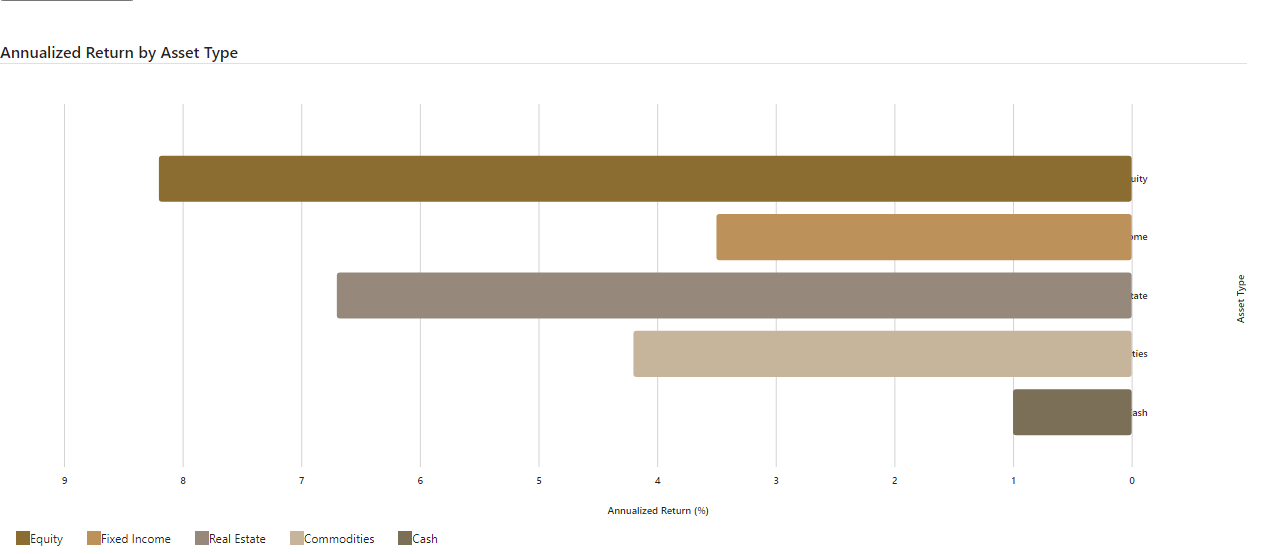 Annualized Return by Asset Type
uity
ome
tate
Asset Type
ties
ash
9 8 7 6 5 4 3 2 1 0
Annualized Return (%)
Equity Fixed Income Real Estate Commodities Cash